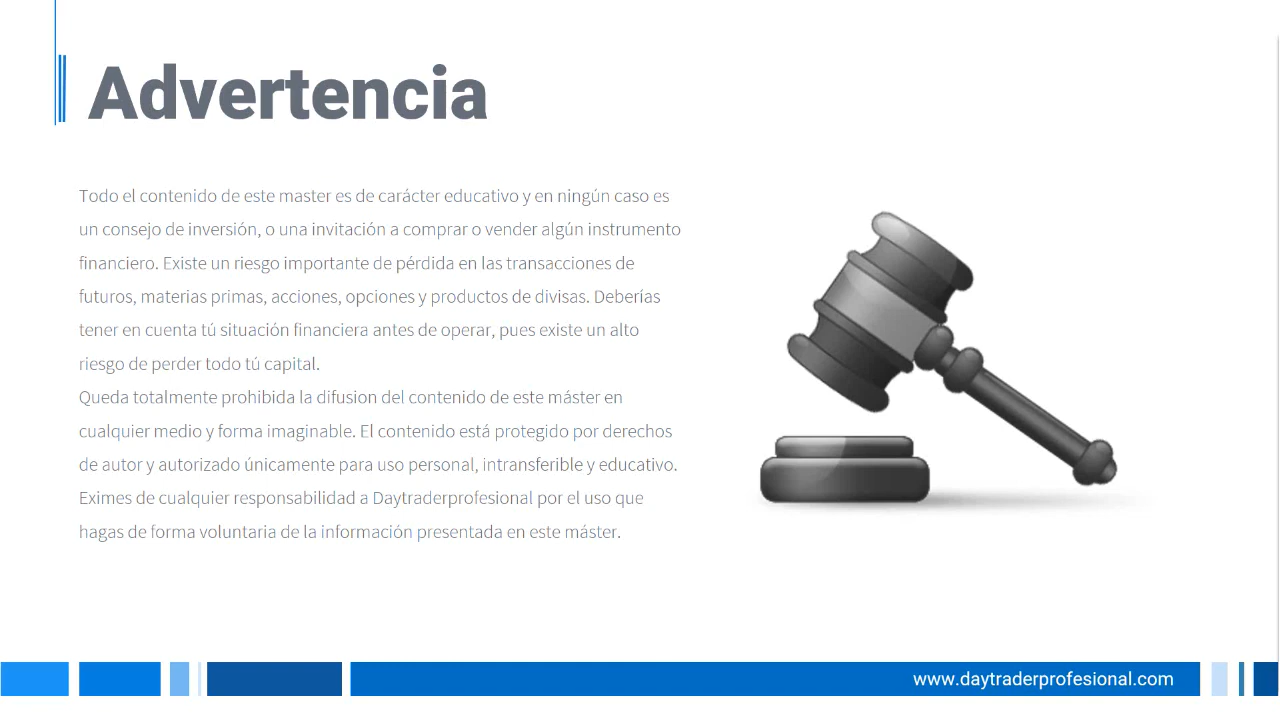 Advertencia
Todo el contenido de este master es de carácter educativo y en ningún caso es
un consejo de inversión, o una invitación a comprar o vender algún instrumento
financiero. Existe un riesgo importante de pérdida en las transacciones de
futuros, materias primas, acciones, opciones y productos de divisas. Deberías
tener en cuenta tú situación financiera antes de operar, pues existe un alto
riesgo de perder todo tú capital.
Queda totalmente prohibida la difusion del contenido de este máster en
cualquier medio y forma imaginable. El contenido está protegido por derechos
de autor y autorizado únicamente para uso personal, intransferible y educativo.
Eximes de cualquier responsabilidad a Daytraderprofesional por el uso que
hagas de forma voluntaria de la información presentada en este máster.
www.daytraderprofesional.com